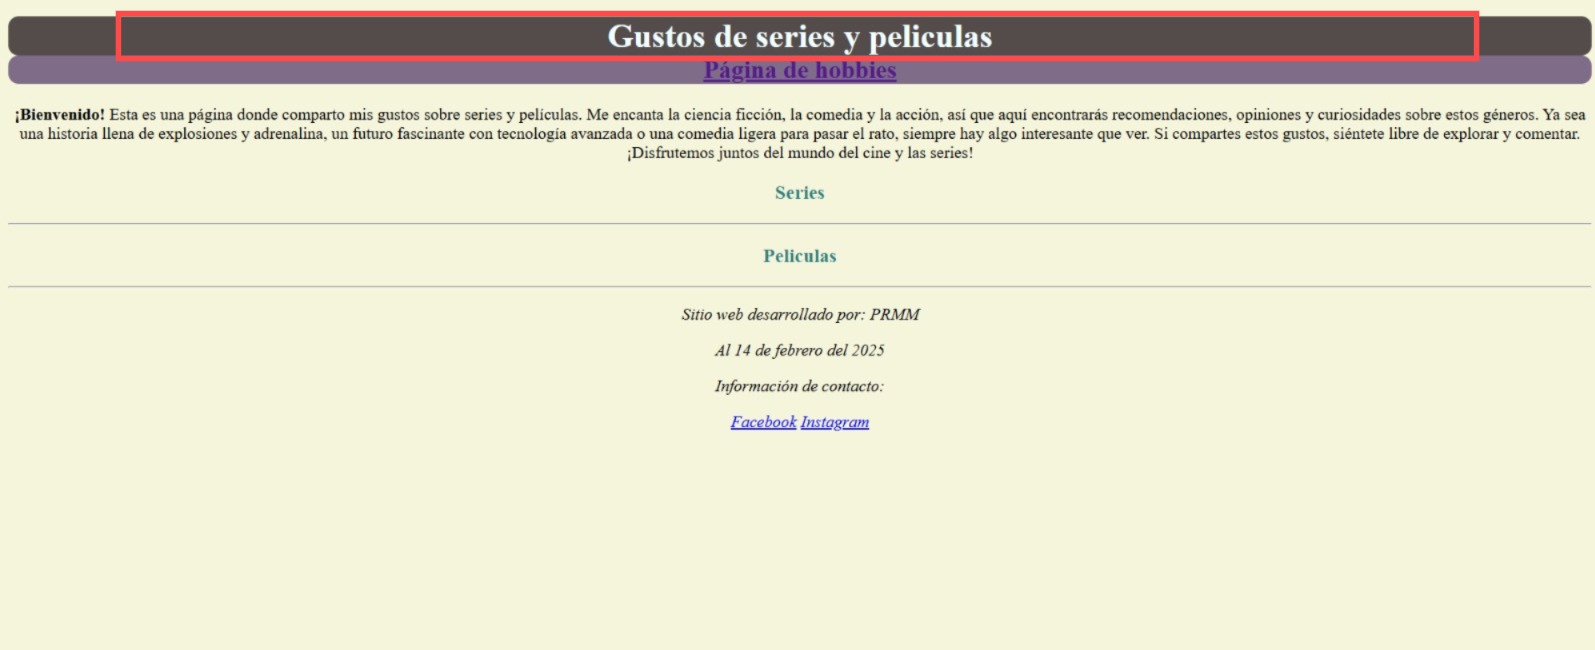 Gustos de series y peliculas
Página de hobbies
¡Bienvenido! Esta es una página donde comparto mis gustos sobre series y películas. Me encanta la ciencia ficción, la comedia y la acción, así que aquí encontrarás recomendaciones, opiniones y curiosidades sobre estos géneros. Ya sea
una historia llena de explosiones y adrenalina, un futuro fascinante con tecnología avanzada o una comedia ligera para pasar el rato, siempre hay algo interesante que ver. Si compartes estos gustos, siéntete libre de explorar y comentar.
¡Disfrutemos juntos del mundo del cine y las series!
Series
Peliculas
Sitio web desarrollado por: PRMM
Al 14 de febrero del 2025
Información de contacto:
Facebook Instagram